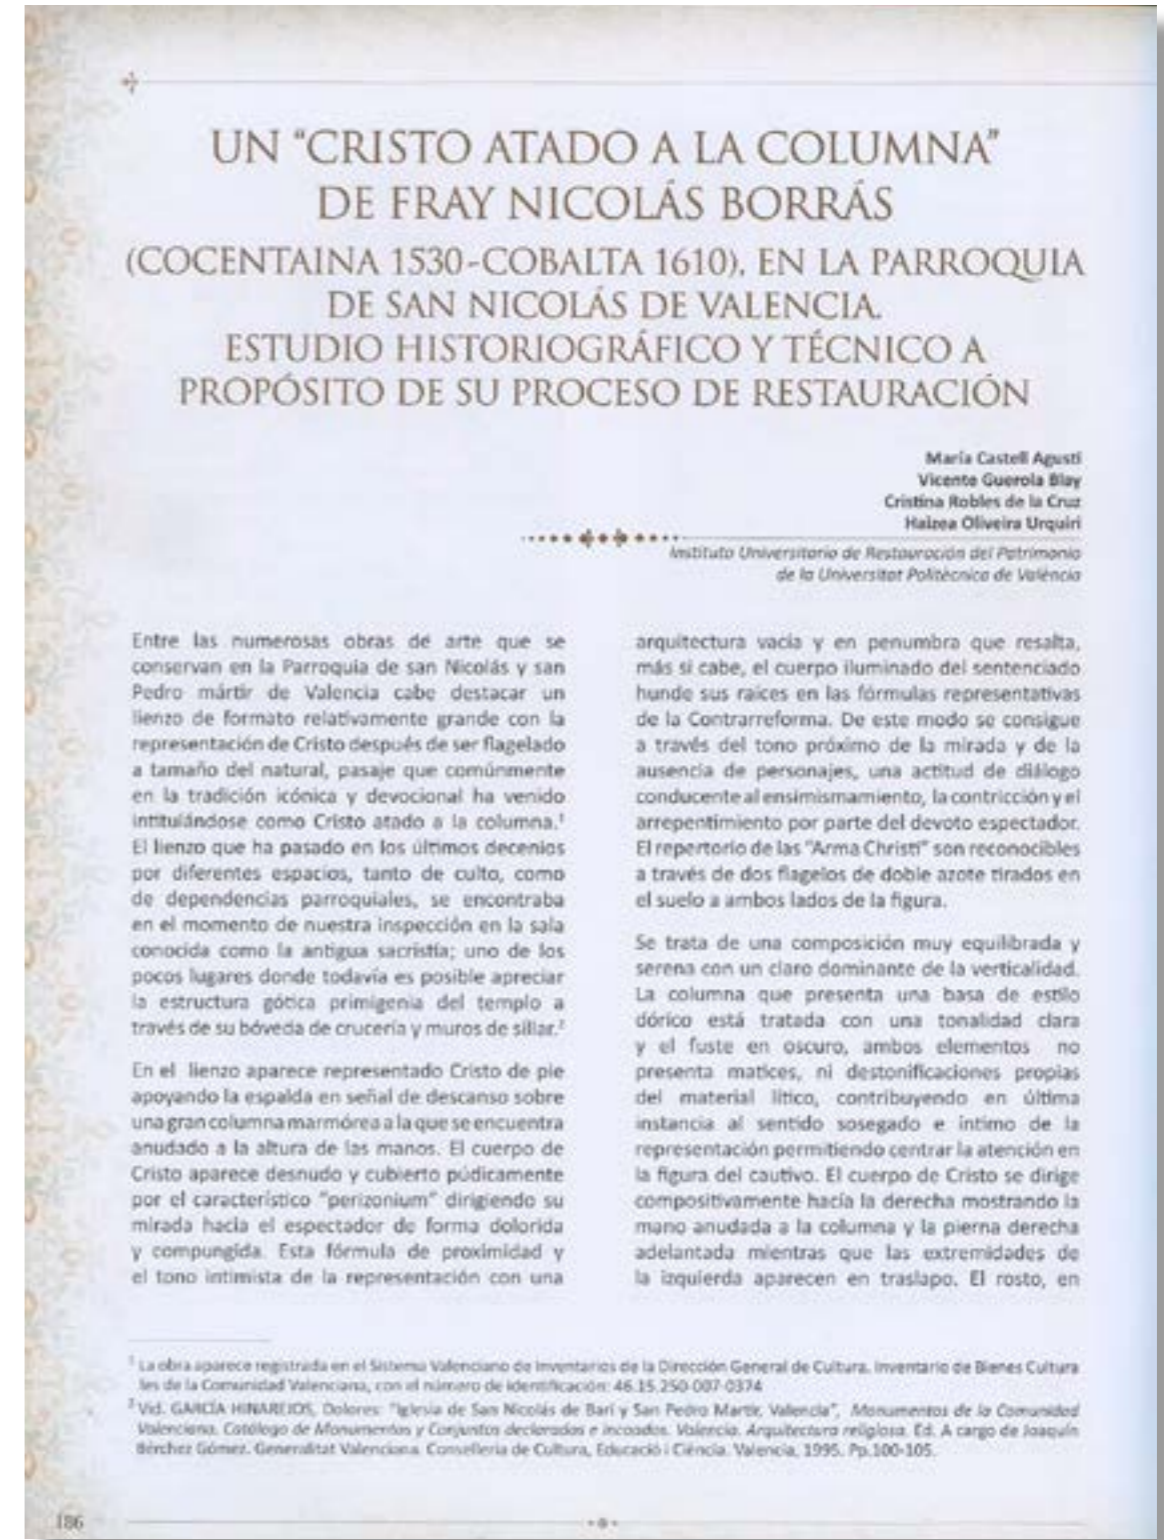 UN “CRISTO ATADO A LA COLUMNA”
DE FRAY NICOLÁS BORRÁS
(COCENTAINA 1530-COBALTA 1610), EN LA PARROQUIA
DE SAN NICOLÁS DE VALENCIA.
ESTUDIO HISTORIOGRÁFICO Y TÉCNICO A
PROPÓSITO DE SU PROCESO DE RESTAURACIÓN
María Castell Agustí
Vicente Guerola Blay
Cristina Robles de la Cruz
Haizea Oliveira Urquiri
Instituto Universitario de Restauración del Patrimonio
de la Universitat Politècnica de València
Entre las numerosas obras de arte que se
conservan en la Parroquia de san Nicolás y san
Pedro mártir de Valencia cabe destacar un
lienzo de formato relativamente grande con la
representación de Cristo después de ser flagelado
a tamaño del natural, pasaje que comúnmente
en la tradición icónica y devocional ha venido
intitulándose como Cristo atado a la columna.¹
El lienzo que ha pasado en los últimos decenios
por diferentes espacios, tanto de culto, como
de dependencias parroquiales, se encontraba
en el momento de nuestra inspección en la sala
conocida como la antigua sacristía; uno de los
pocos lugares donde todavía es posible apreciar
la estructura gótica primigenia del templo a
través de su bóveda de crucería y muros de sillar.²
En el lienzo aparece representado Cristo de pie
apoyando la espalda en señal de descanso sobre
una gran columna marmórea a la que se encuentra
anudado a la altura de las manos. El cuerpo de
Cristo aparece desnudo y cubierto púdicamente
por el característico “perizonium” dirigiendo su
mirada hacia el espectador de forma dolorida
y compungida. Esta fórmula de proximidad y
el tono intimista de la representación con una
arquitectura vacía y en penumbra que resalta,
más si cabe, el cuerpo iluminado del sentenciado
hunde sus raíces en las fórmulas representativas
de la Contrarreforma. De este modo se consigue
a través del tono próximo de la mirada y de la
ausencia de personajes, una actitud de diálogo
conducente al ensimismamiento, la contricción y el
arrepentimiento por parte del devoto espectador.
El repertorio de las “Arma Christi” son reconocibles
a través de dos flagelos de doble azote tirados en
el suelo a ambos lados de la figura.
Se trata de una composición muy equilibrada y
serena con un claro dominante de la verticalidad.
La columna que presenta una basa de estilo
dórico está tratada con una tonalidad clara
y el fuste en oscuro, ambos elementos no
presenta matices, ni destonificaciones propias
del material lítico, contribuyendo en última
instancia al sentido sosegado e íntimo de la
representación permitiendo centrar la atención en
la figura del cautivo. El cuerpo de Cristo se dirige
compositivamente hacía la derecha mostrando la
mano anudada a la columna y la pierna derecha
adelantada mientras que las extremidades de
la izquierda aparecen en traslapo. El rosto, en
¹ La obra aparece registrada en el Sistema Valenciano de Inventarios de la Dirección General de Cultura. Inventario de Bienes Cultura
les de la Comunidad Valenciana, con el número de identificación: 46.15.250-007-0374
² Vid. GARCÍA HINAREJOS, Dolores: “Iglesia de San Nicolás de Bari y San Pedro Martir, Valencia”, Monumentos de la Comunidad
Valenciana. Catálogo de Monumentos y Conjuntos declarados e incoados. Valencia. Arquitectura religiosa. Ed. A cargo de Joaquín
Bérchez Gómez. Generalitat Valenciana. Conselleria de Cultura, Educació i Ciència. Valencia, 1995. Pp.100-105.
186